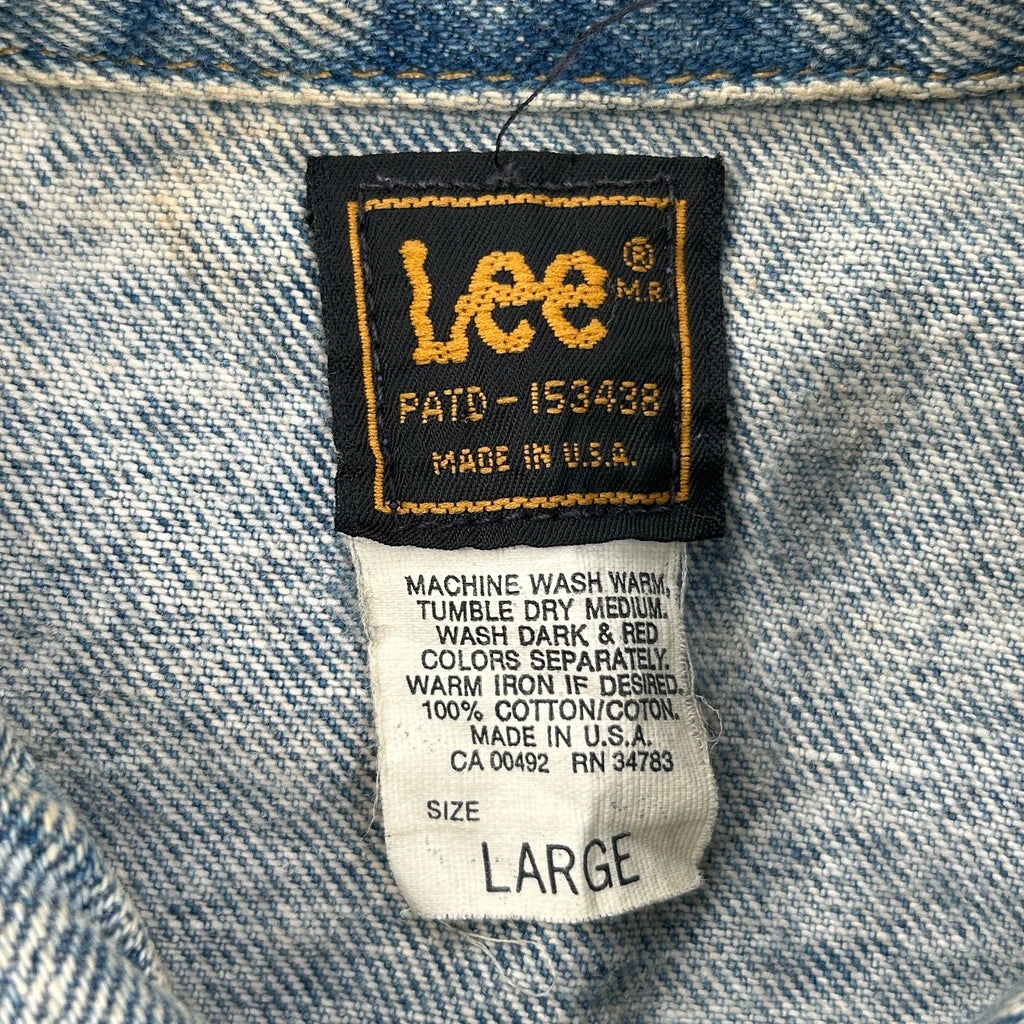 Lee ®
M.R.
PATD-153438
MADE IN U.S.A.
MACHINE WASH WARM,
TUMBLE DRY MEDIUM.
WASH DARK & RED
COLORS SEPARATELY.
WARM IRON IF DESIRED.
100% COTTON/COTON.
MADE IN U.S.A.
CA 00492 RN 34783
SIZE
LARGE